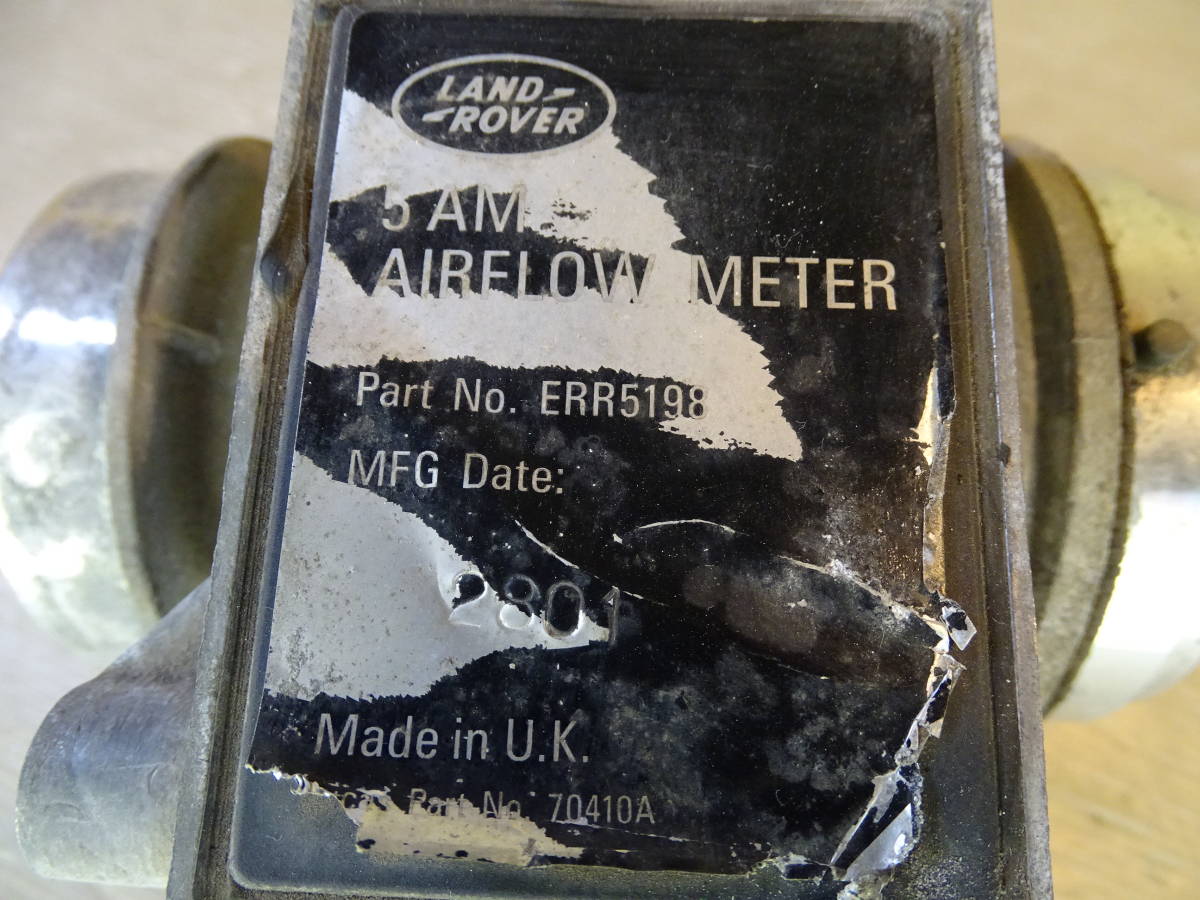 LAND
ROVER
5 AM
AIRFLOW METER
Part No. ERR5198
MFG Date:
2801
Made in U.K.
Part No. 70410A